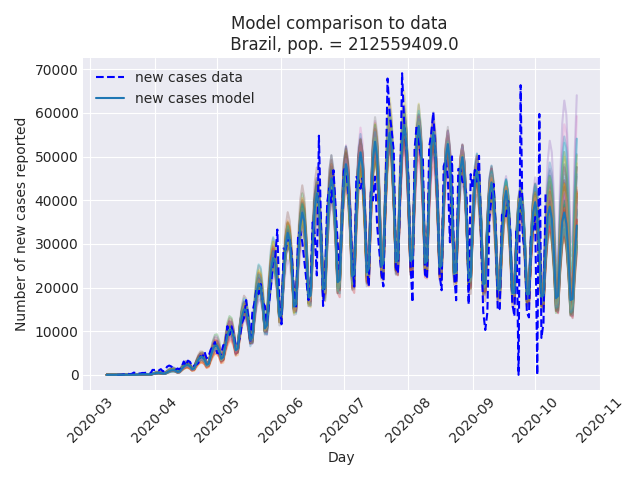 Model comparison to data
Brazil, pop. = 212559409.0
new cases data
new cases model
Number of new cases reported
70000
60000
50000
40000
30000
20000
10000
0
2020-03
2020-04
2020-05
2020-06
2020-07
2020-08
2020-09
2020-10
2020-11
Day